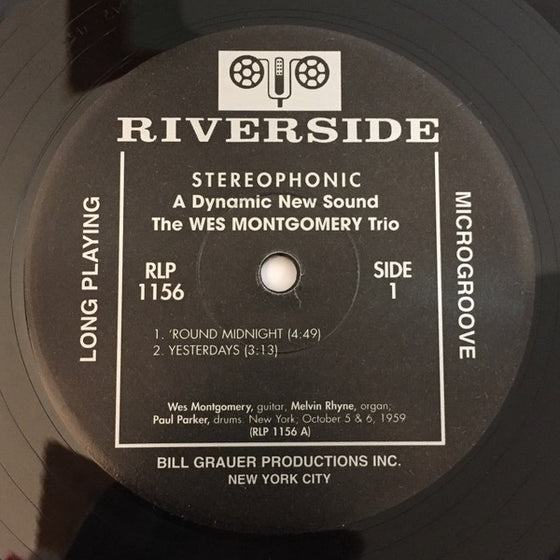 RIVERSIDE
STEREOPHONIC
A Dynamic New Sound
The WES MONTGOMERY Trio
LONG PLAYING
MICROGROOVE
RLP
1156
SIDE
1
1. ‘ROUND MIDNIGHT (4:49)
2. YESTERDAYS (3:13)
Wes Montgomery, guitar, Melvin Rhyne, organ;
Paul Parker, drums: New York; October 5 & 6, 1959
(RLP 1156 A)
BILL GRAUER PRODUCTIONS INC.
NEW YORK CITY